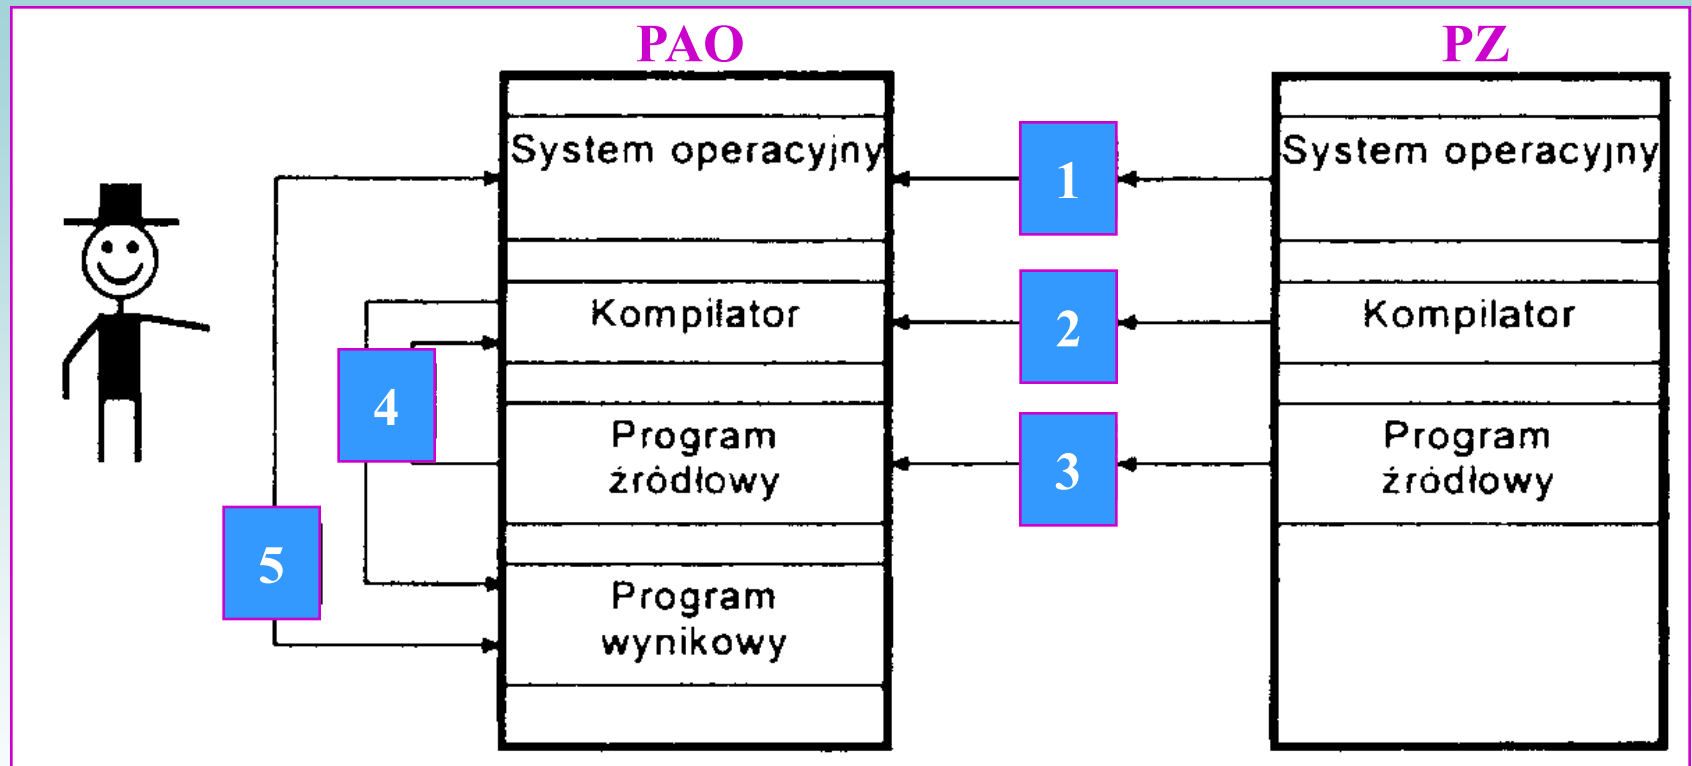 PAO
PZ
System operacyjny
1
System operacyjny
Kompilator
2
Kompilator
4
Program
źródłowy
3
Program
źródłowy
5
Program
wynikowy